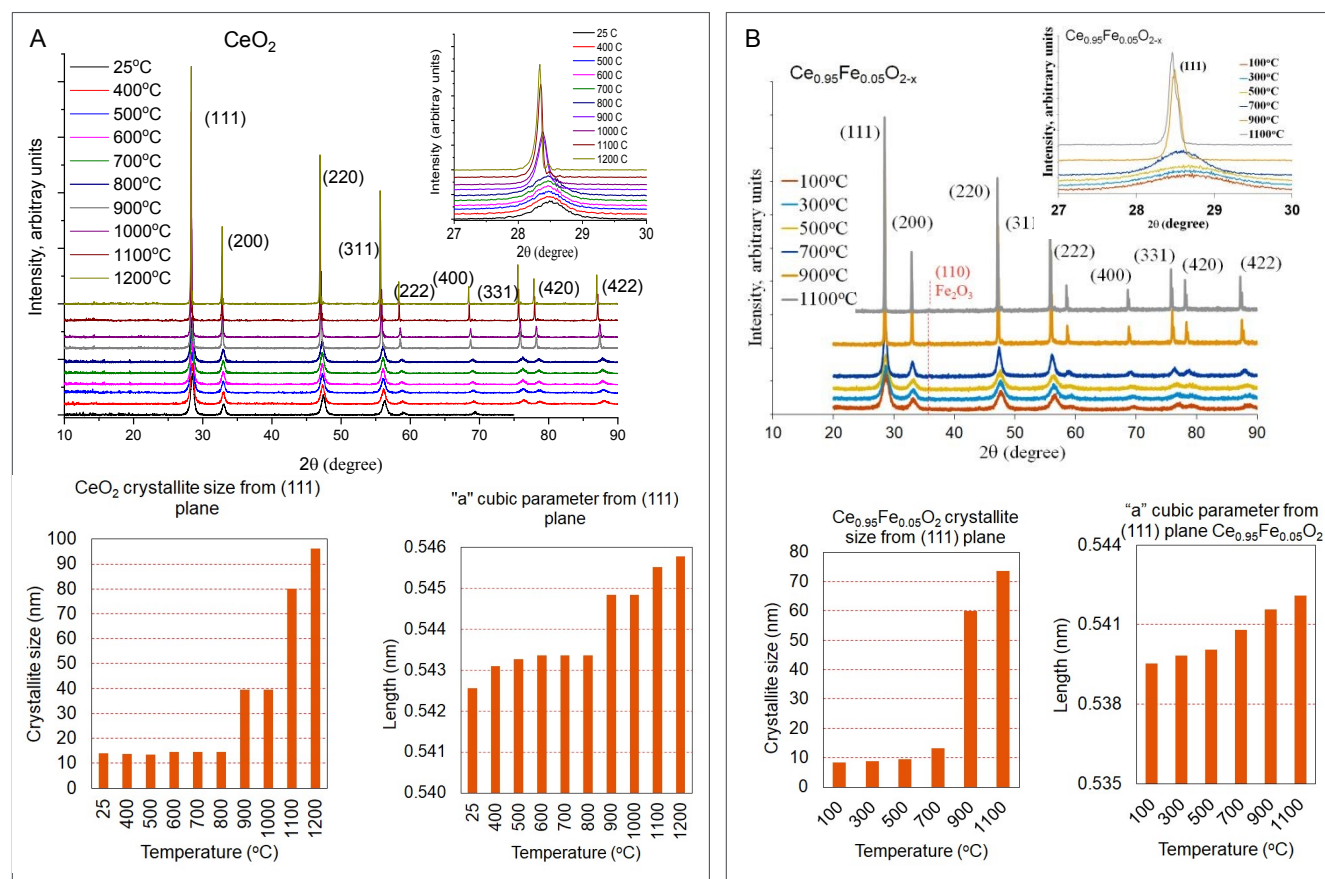 A
CeO2
25°C
400°C
500°C
600°C
700°C
800°C
900°C
1000°C
1100°C
1200°C
(111)
(200)
(220)
(311)
(222)
(400)
(331)
(420)
(422)
Intensity, arbitray units
10 20 30 40 50 60 70 80 90
2θ (degree)
25 C
400 C
500 C
600 C
700 C
800 C
900 C
1000 C
1100 C
1200 C
Intensity (arbitray units)
27 28 29 30
2θ (degree)
CeO2 crystallite size from (111)
plane
Crystallite size (nm)
100
90
80
70
60
50
40
30
20
10
0
25 400 500 600 700 800 900 1000 1100 1200
Temperature (°C)
"a" cubic parameter from (111)
plane
Length (nm)
0.546
0.545
0.544
0.543
0.542
0.541
0.540
25 400 500 600 700 800 900 1000 1100 1200
Temperature (°C)
B
Ce0.95Fe0.05O2-x
100°C
300°C
500°C
700°C
900°C
1100°C
(111)
(200)
(110)
Fe2O3
(220)
(311
(222)
(400)
(331)
(420)
(422)
Intensity, arbitrary units
10 20 30 40 50 60 70 80 90
2θ (degree)
Ce0.95Fe0.05O2-x
(111)
100°C
300°C
500°C
700°C
900°C
1100°C
Intensity, arbitrary units
27 28 29 30
2θ (degree)
Ce0.95Fe0.05O2 crystallite
size from (111) plane
Crystallite size (nm)
80
70
60
50
40
30
20
10
0
100 300 500 700 900 1100
Temperature (°C)
“a” cubic parameter from
(111) plane Ce0.95Fe0.05O2
Length (nm)
0.544
0.541
0.538
0.535
100 300 500 700 900 1100
Temperature (°C)